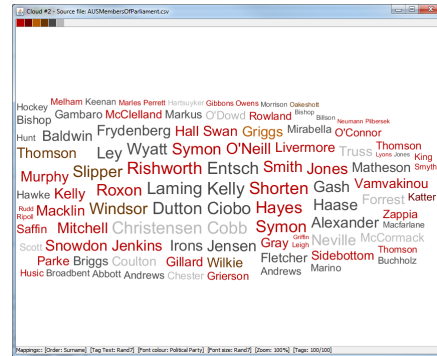 Cloud #2 - Source file: AUSMembersOfParliament.csv
Hockey Melham Keenan Marles Perrett Hartsuyker Gibbons Owens Morrison Oakeshott
Bishop Gambaro McClelland Markus O'Dowd Rowland Bishop Billson Neumann Plibersek
Hunt Baldwin Frydenberg Hall Swan Griggs Mirabella O'Connor
Thomson Ley Wyatt Symon O'Neill Livermore Truss Thomson Lyons Jones King
Murphy Slipper Rishworth Entsch Smith Jones Matheson Smyth
Hawke Kelly Roxon Laming Kelly Shorten Gash Vamvakinou
Rudd Ripoll Macklin Windsor Dutton Ciobo Hayes Haase Forrest Katter
Saffin Mitchell Christensen Cobb Symon Alexander Zappia Macfarlane
Scott Snowdon Jenkins Irons Jensen Gray Griffin Leigh Neville McCormack
Parke Briggs Coulton Gillard Wilkie Fletcher Sidebottom Thomson Buchholz
Husic Broadbent Abbott Andrews Chester Grierson Andrews Marino
Mappings:: [Order: Surname] [Tag Text: Rand?] [Font colour: Political Party] [Font size: Rand?] [Zoom: 100%] [Tags: 100/100]